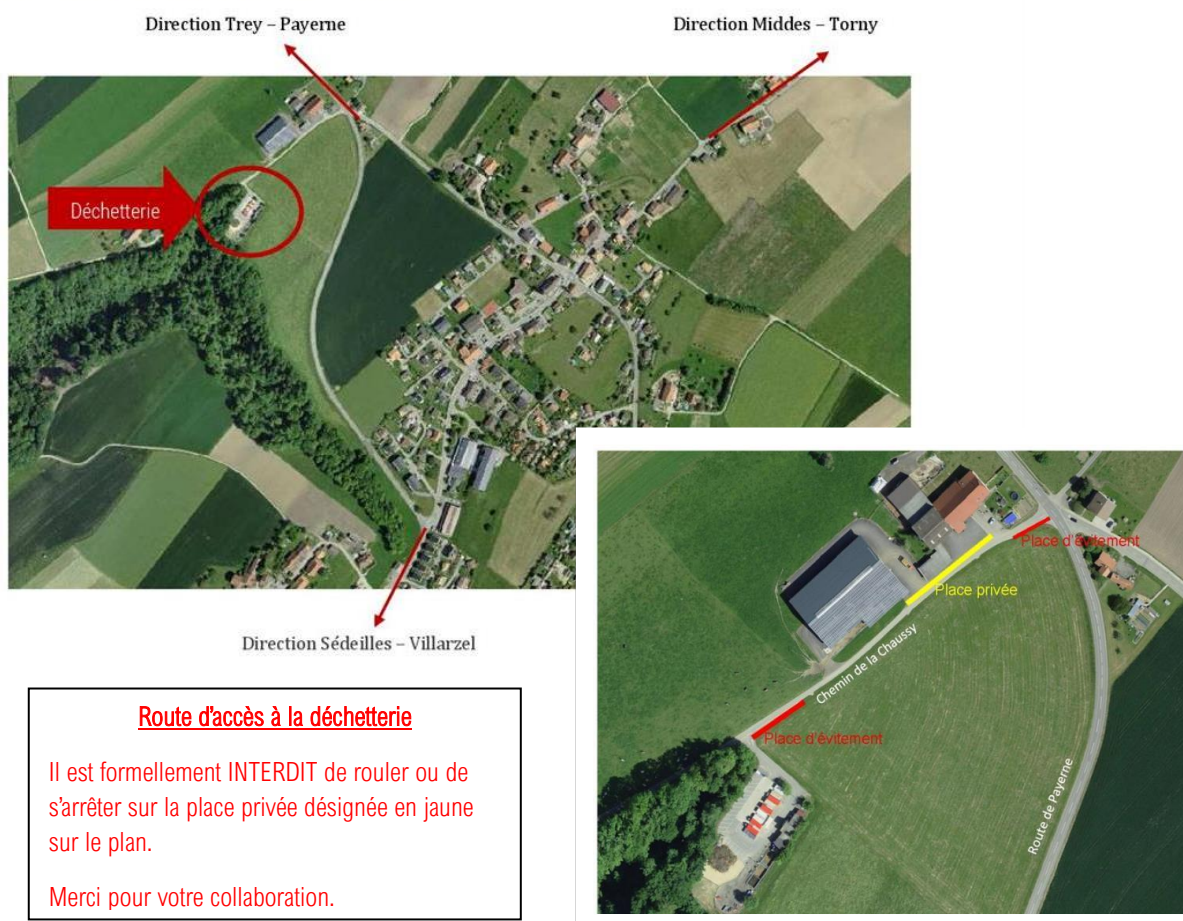 Direction Trey – Payerne
Direction Middes – Torny
Déchetterie
Direction Sédeilles – Villarzel
Place d'évitement
Place privée
Chemin de la Chaussy
Place d'évitement
Route de Payerne
Route d'accès à la déchetterie
Il est formellement INTERDIT de rouler ou de
s'arrêter sur la place privée désignée en jaune
sur le plan.
Merci pour votre collaboration.